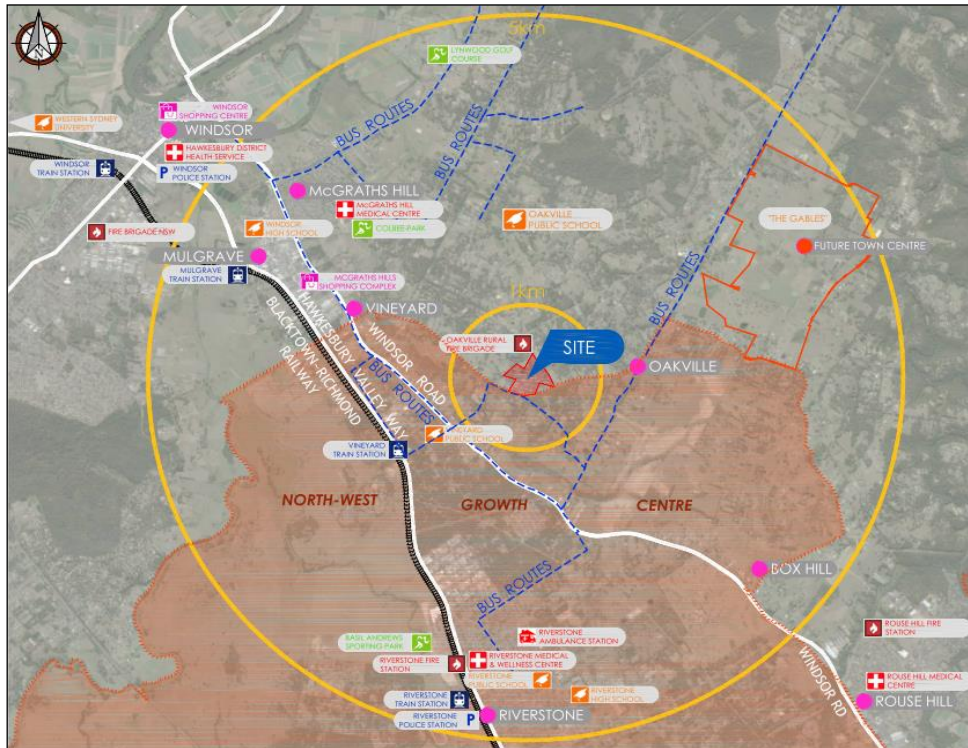 N
5km
LYNWOOD GOLF
COURSE
WESTERN SYDNEY
UNIVERSITY
WINDSOR
SHOPPING CENTRE
WINDSOR
BUS ROUTES
BUS ROUTES
HAWKESBURY DISTRICT
HEALTH SERVICE
WINDSOR
TRAIN STATION
P
WINDSOR
POLICE STATION
McGRATHS HILL
McGRATHS HILL
MEDICAL CENTRE
COLBEE PARK
OAKVILLE
PUBLIC SCHOOL
"THE GABLES"
FUTURE TOWN CENTRE
FIRE BRIGADE NSW
WINDSOR
HIGH SCHOOL
MULGRAVE
MULGRAVE
TRAIN STATION
MCGRATHS HILLS
SHOPPING COMPLEX
BUS ROUTES
1km
VINEYARD
OAKVILLE RURAL
FIRE BRIGADE
SITE
OAKVILLE
WINDSOR ROAD
HAWKESBURY VALLEY WAY
BLACKTOWN-RICHMOND
RAILWAY
BUS ROUTES
VINEYARD
PUBLIC SCHOOL
VINEYARD
TRAIN STATION
NORTH-WEST
GROWTH
CENTRE
BOX HILL
BUS ROUTES
BASIL ANDREWS
SPORTING PARK
RIVERSTONE
AMBULANCE STATION
ROUSE HILL FIRE
STATION
RIVERSTONE FIRE
STATION
RIVERSTONE MEDICAL
& WELLNESS CENTRE
RIVERSTONE
PUBLIC SCHOOL
RIVERSTONE
HIGH SCHOOL
WINDSOR RD
ROUSE HILL MEDICAL
CENTRE
ROUSE HILL
RIVERSTONE
TRAIN STATION
RIVERSTONE
POLICE STATION
P
RIVERSTONE